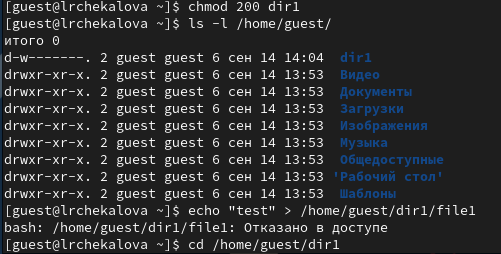 [guest@lrchekalova ~]$ chmod 200 dir1
[guest@lrchekalova ~]$ ls -l /home/guest/
итого 0
d-w-------. 2 guest guest 6 сен 14 14:04 dir1
drwxr-xr-x. 2 guest guest 6 сен 14 13:53 Видео
drwxr-xr-x. 2 guest guest 6 сен 14 13:53 Документы
drwxr-xr-x. 2 guest guest 6 сен 14 13:53 Загрузки
drwxr-xr-x. 2 guest guest 6 сен 14 13:53 Изображения
drwxr-xr-x. 2 guest guest 6 сен 14 13:53 Музыка
drwxr-xr-x. 2 guest guest 6 сен 14 13:53 Общедоступные
drwxr-xr-x. 2 guest guest 6 сен 14 13:53 'Рабочий стол'
drwxr-xr-x. 2 guest guest 6 сен 14 13:53 Шаблоны
[guest@lrchekalova ~]$ echo "test" > /home/guest/dir1/file1
bash: /home/guest/dir1/file1: Отказано в доступе
[guest@lrchekalova ~]$ cd /home/guest/dir1